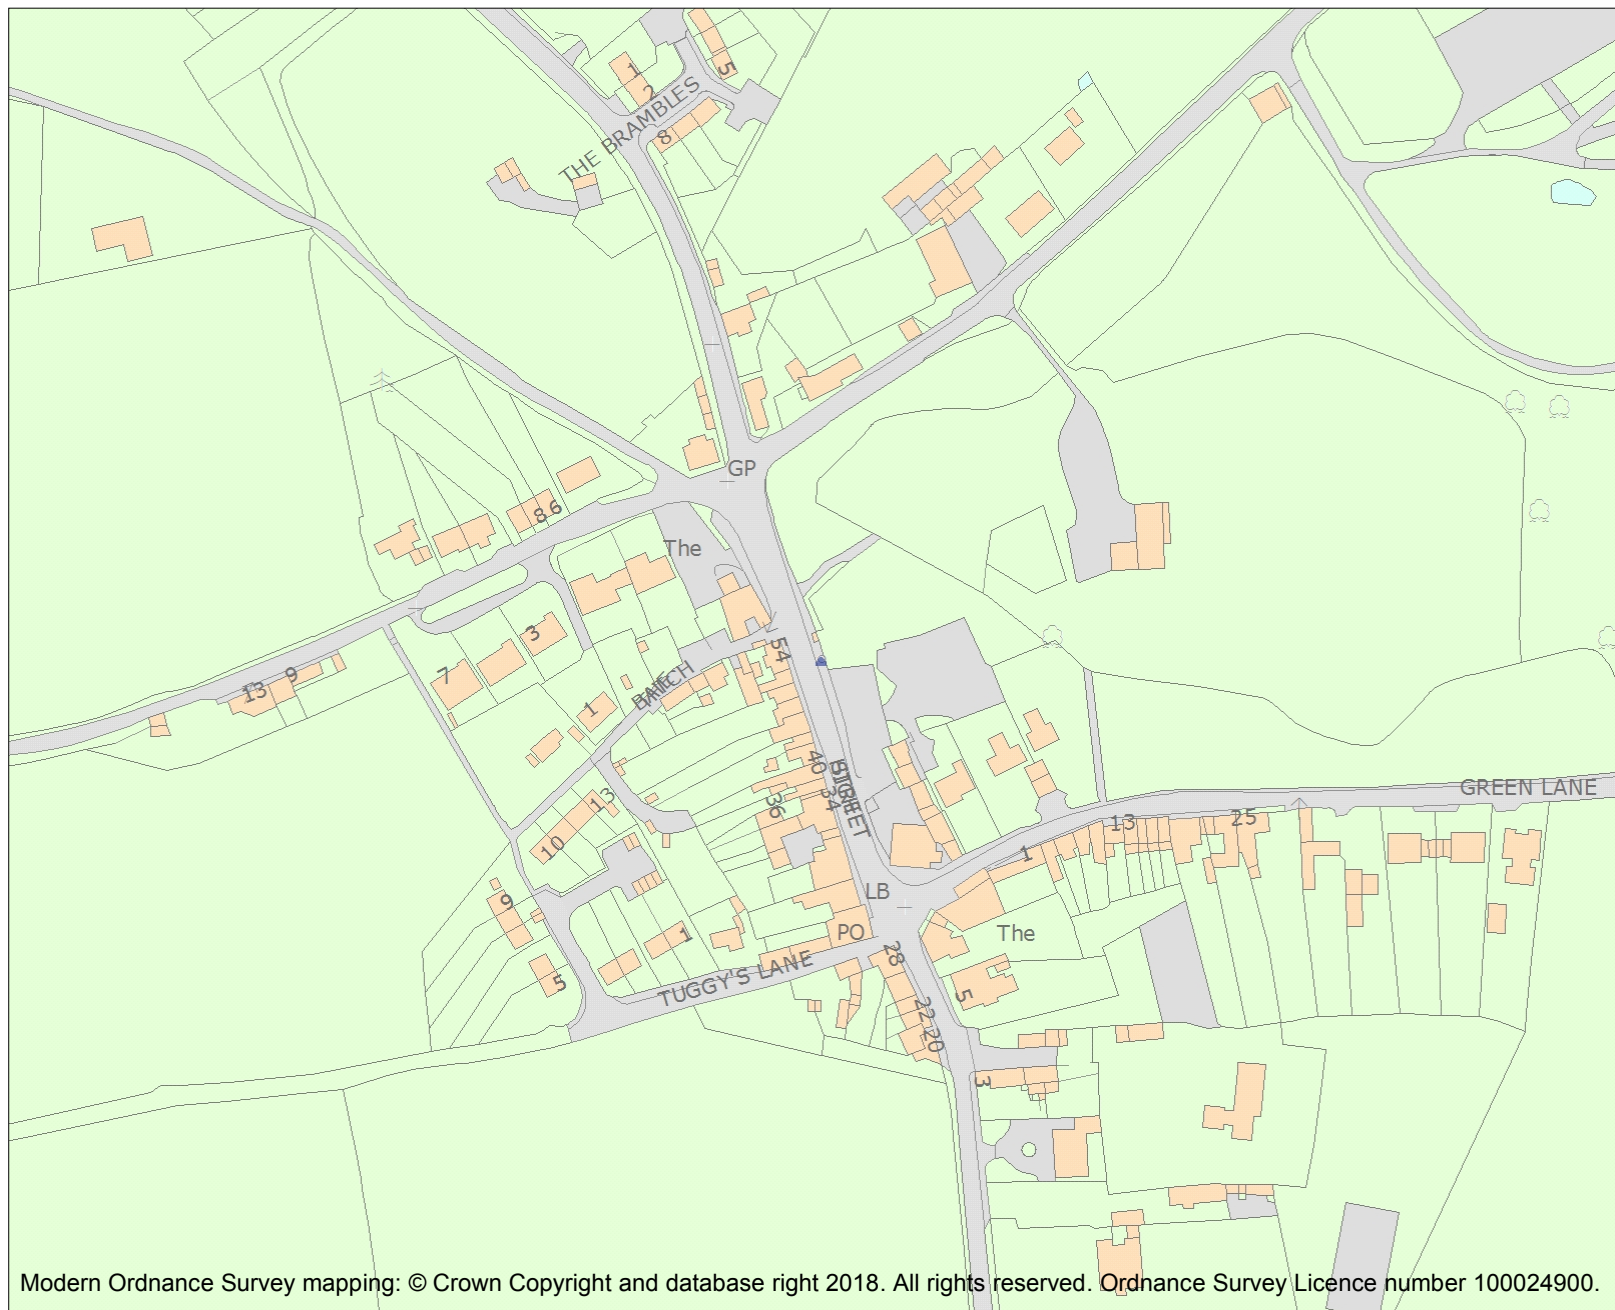 1
2
5
THE BRAMBLES
8
GP
8 6
The
3
7
54
13 9
BATCH
1
40
34
STREET
36
13
10
GREEN LANE
13
25
1
LB
9
PO
The
1
28
TUGGY'S LANE
5
5
22
20
3
Modern Ordnance Survey mapping: © Crown Copyright and database right 2018. All rights reserved. Ordnance Survey Licence number 100024900.